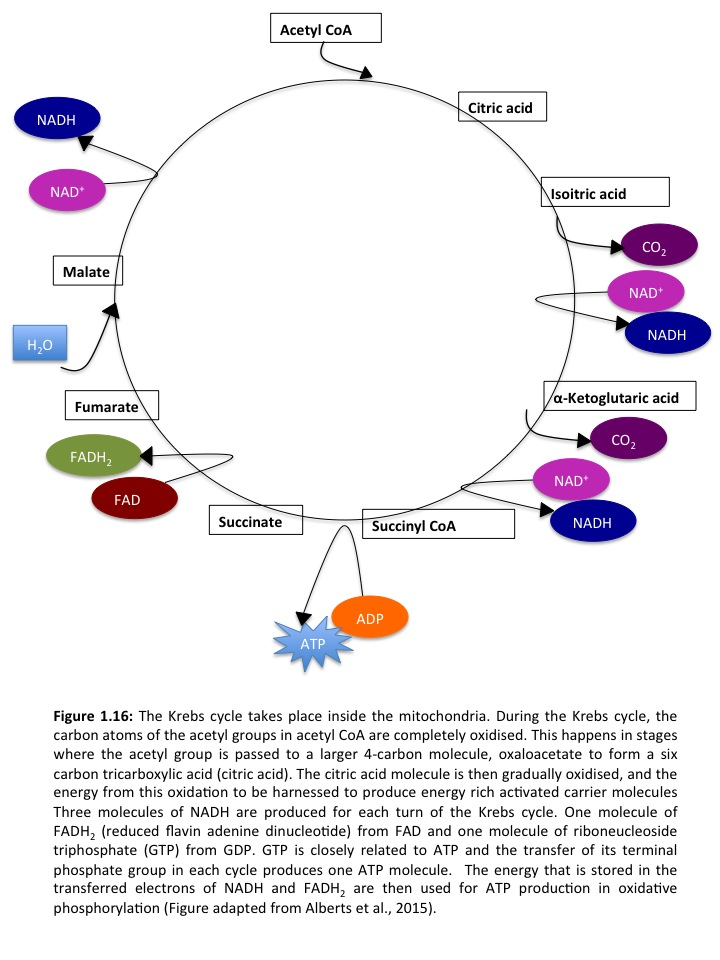 Acetyl CoA
Citric acid
NADH
NAD⁺
Isoitric acid
CO₂
NAD⁺
NADH
Malate
H₂O
α-Ketoglutaric acid
Fumarate
CO₂
FADH₂
FAD
NAD⁺
NADH
Succinate
Succinyl CoA
ADP
ATP
Figure 1.16: The Krebs cycle takes place inside the mitochondria. During the Krebs cycle, the
carbon atoms of the acetyl groups in acetyl CoA are completely oxidised. This happens in stages
where the acetyl group is passed to a larger 4-carbon molecule, oxaloacetate to form a six
carbon tricarboxylic acid (citric acid). The citric acid molecule is then gradually oxidised, and the
energy from this oxidation to be harnessed to produce energy rich activated carrier molecules
Three molecules of NADH are produced for each turn of the Krebs cycle. One molecule of
FADH₂ (reduced flavin adenine dinucleotide) from FAD and one molecule of riboneucleoside
triphosphate (GTP) from GDP. GTP is closely related to ATP and the transfer of its terminal
phosphate group in each cycle produces one ATP molecule. The energy that is stored in the
transferred electrons of NADH and FADH₂ are then used for ATP production in oxidative
phosphorylation (Figure adapted from Alberts et al., 2015).